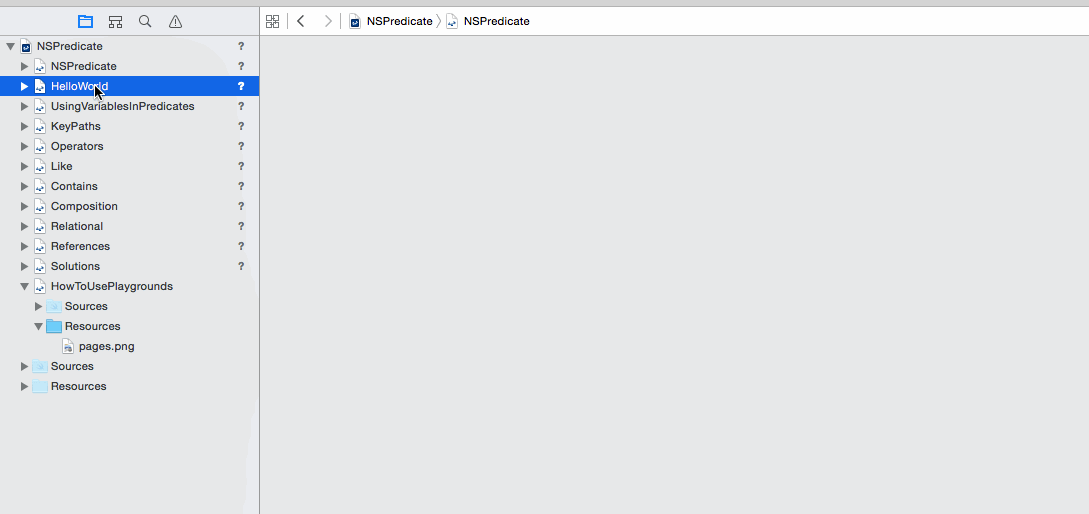 NSPredicate 〉 NSPredicate
NSPredicate ?
NSPredicate ?
HelloWorld ?
UsingVariablesInPredicates ?
KeyPaths ?
Operators ?
Like ?
Contains ?
Composition ?
Relational ?
References ?
Solutions ?
HowToUsePlaygrounds
Sources
Resources
pages.png
Sources
Resources